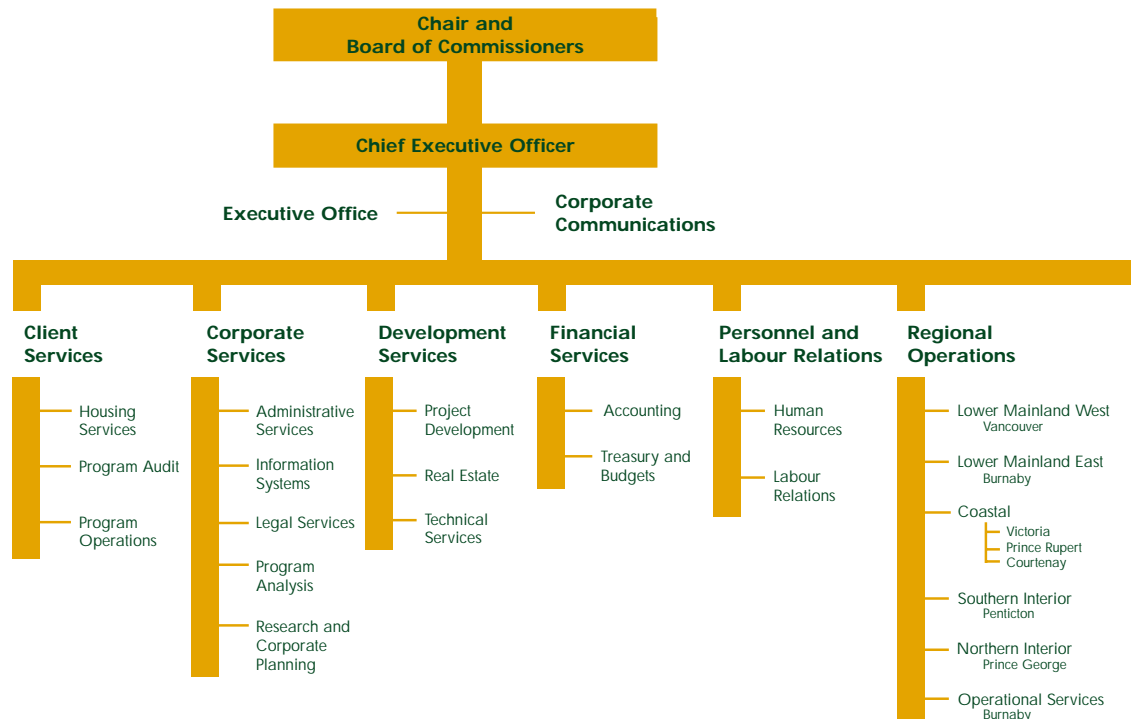 Chair and
Board of Commissioners
Chief Executive Officer
Executive Office
Corporate
Communications
Client
Services
Housing
Services
Program Audit
Program
Operations
Corporate
Services
Administrative
Services
Information
Systems
Legal Services
Program
Analysis
Research and
Corporate
Planning
Development
Services
Project
Development
Real Estate
Technical
Services
Financial
Services
Accounting
Treasury and
Budgets
Personnel and
Labour Relations
Human
Resources
Labour
Relations
Regional
Operations
Lower Mainland West
Vancouver
Lower Mainland East
Burnaby
Coastal
Victoria
Prince Rupert
Courtenay
Southern Interior
Penticton
Northern Interior
Prince George
Operational Services
Burnaby